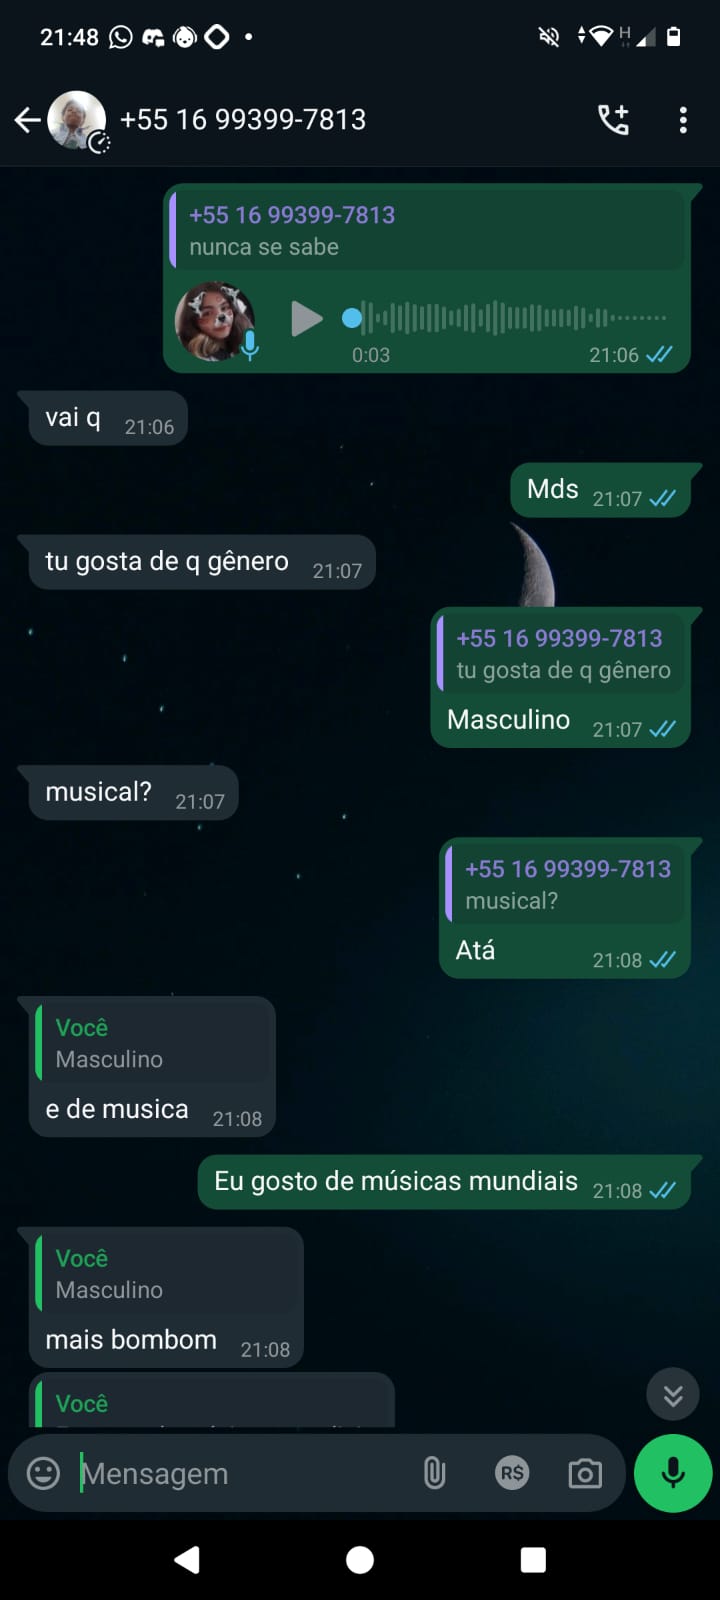 21:48
H
+55 16 99399-7813
+55 16 99399-7813
nunca se sabe
0:03 21:06
vai q 21:06
Mds 21:07
tu gosta de q gênero 21:07
+55 16 99399-7813
tu gosta de q gênero
Masculino 21:07
musical? 21:07
+55 16 99399-7813
musical?
Atá 21:08
Você
Masculino
e de musica 21:08
Eu gosto de músicas mundiais 21:08
Você
Masculino
mais bombom 21:08
Você
Mensagem R$